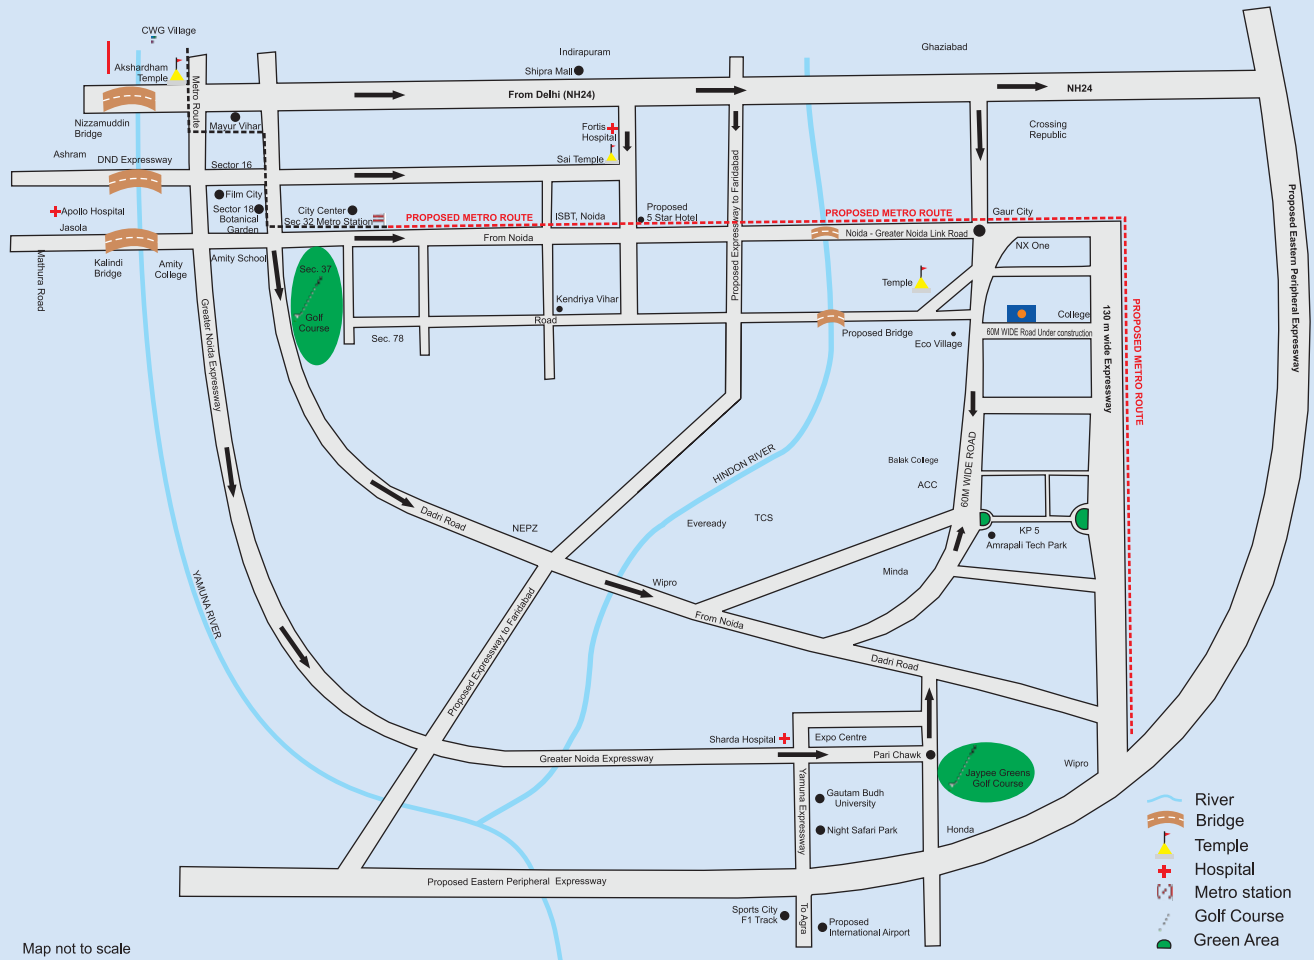 CWG Village
Akshardham
Temple
Metro Route
Indirapuram
Shipra Mall
Ghaziabad
From Delhi (NH24)
NH24
Nizzamuddin
Bridge
Mayur Vihar
Fortis
Hospital
Crossing
Republic
Ashram
DND Expressway
Sector 16
Sai Temple
Proposed Expressway to Faridabad
Proposed Eastern Peripheral Expressway
Film City
Apollo Hospital
Sector 18
Botanical
Garden
City Center
Sec 32 Metro Station
PROPOSED METRO ROUTE
ISBT, Noida
Proposed
5 Star Hotel
PROPOSED METRO ROUTE
Gaur City
Jasola
From Noida
Noida - Greater Noida Link Road
NX One
Mathura Road
Kalindi
Bridge
Amity
College
Amity School
Sec. 37
Golf
Course
Temple
Kendriya Vihar
Road
Sec. 78
Proposed Bridge
Eco Village
College
60M WIDE Road Under construction
130 m wide Expressway
PROPOSED METRO ROUTE
Greater Noida Expressway
60M WIDE ROAD
HINDON RIVER
Balak College
ACC
Dadri Road
NEPZ
Eveready
TCS
KP 5
Amrapali Tech Park
YAMUNA RIVER
Wipro
Minda
From Noida
Proposed Expressway to Faridabad
Dadri Road
Sharda Hospital
Expo Centre
Greater Noida Expressway
Pari Chawk
Yamuna Expressway
Jaypee Greens
Golf Course
Wipro
Gautam Budh
University
Night Safari Park
Honda
Proposed Eastern Peripheral Expressway
Sports City
F1 Track
To Agra
Proposed
International Airport
River
Bridge
Temple
Hospital
Metro station
Golf Course
Green Area
Map not to scale